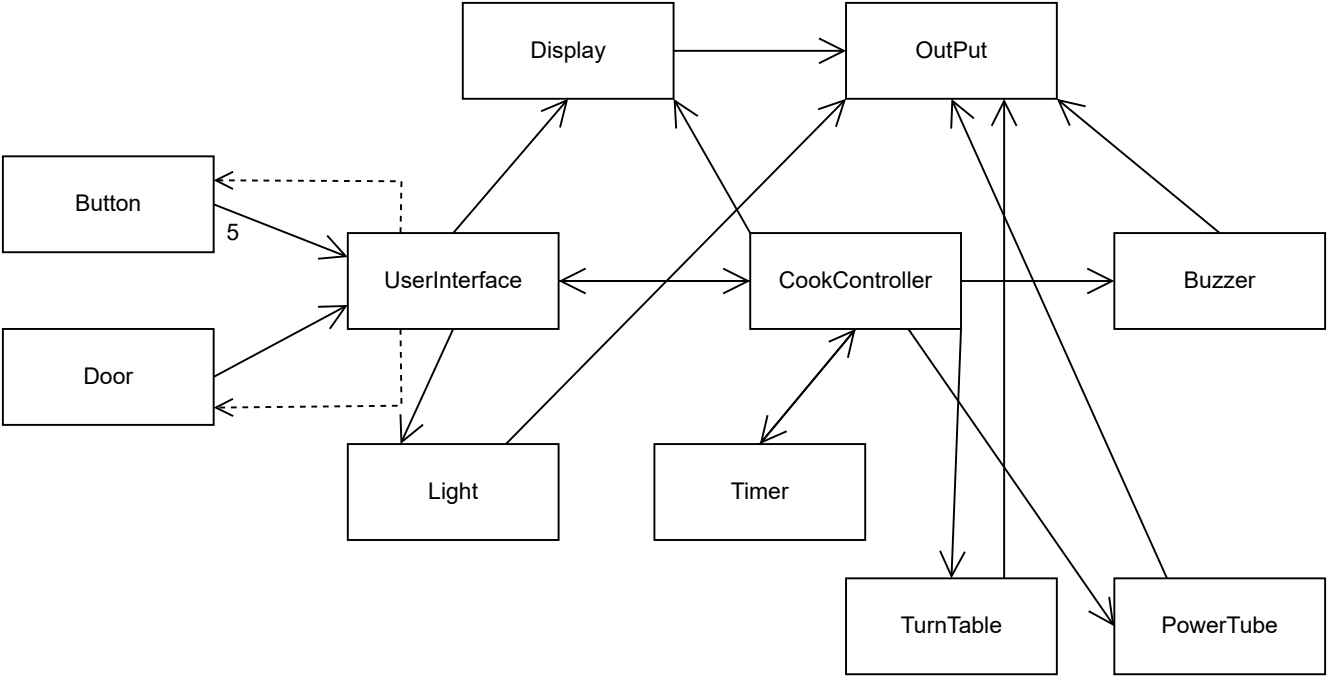 Display
OutPut
Button
5
UserInterface
CookController
Buzzer
Door
Light
Timer
TurnTable
PowerTube